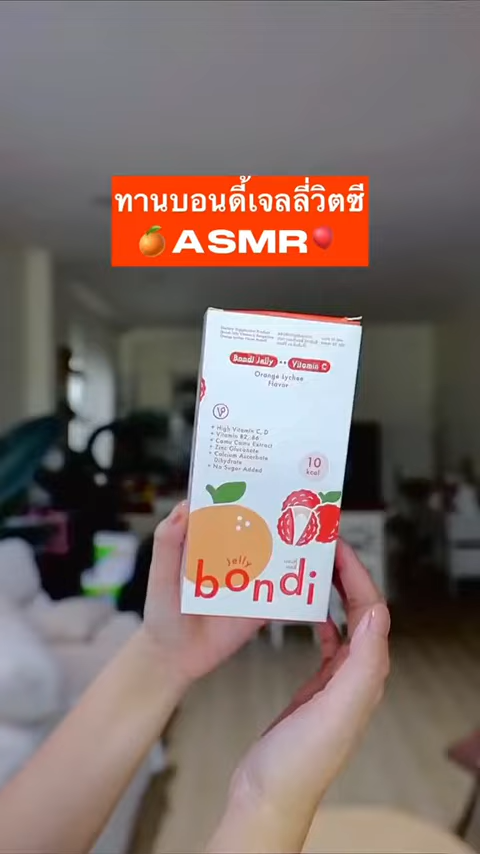 ทานบอนดี้เจลลี่วิตซี
🍊 ASMR
Bondi Jelly •• Vitamin C
Orange Lychee
Flavor
+ High Vitamin C, D
+ Vitamin B2, B6
+ Camu Camu Extract
+ Zinc Gluconate
+ Calcium Ascorbate
Dihydrate
+ No Sugar Added
10
kcal
Jelly
bondi